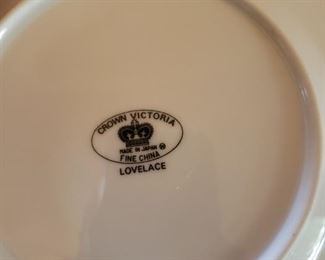 CROWN VICTORIA
MADE IN JAPAN
FINE CHINA
LOVELACE